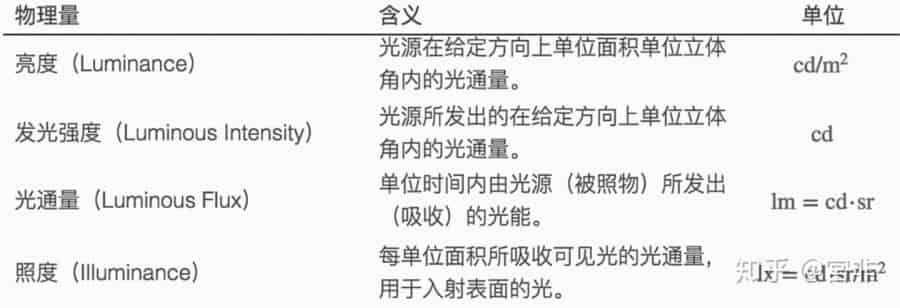 物理量 含义 单位
亮度（Luminance） 光源在给定方向上单位面积单位立体 cd/m²
角内的光通量。
发光强度（Luminous Intensity） 光源所发出的在给定方向上单位立体 cd
角内的光通量。
光通量（Luminous Flux） 单位时间内由光源（被照物）所发出 lm = cd·sr
（吸收）的光能。
照度（Illuminance） 每单位面积所吸收可见光的光通量， lx = cd·sr/m²
用于入射表面的光。
知乎